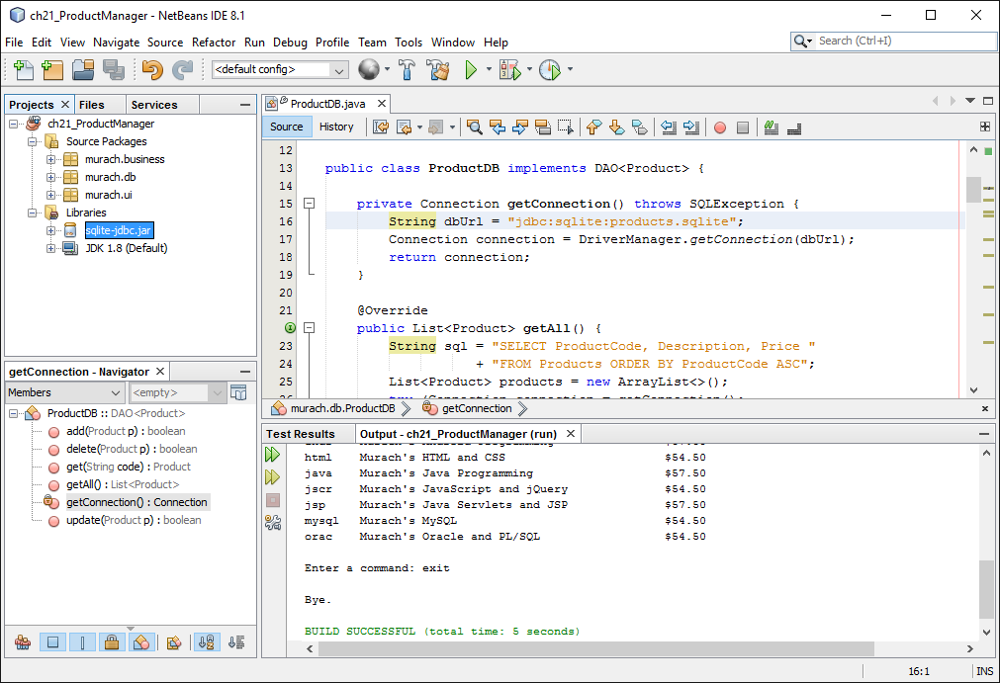 ch21_ProductManager - NetBeans IDE 8.1
File Edit View Navigate Source Refactor Run Debug Profile Team Tools Window Help
Search (Ctrl+I)
<default config>
Projects Files Services
ch21_ProductManager
Source Packages
murach.business
murach.db
murach.ui
Libraries
sqlite-jdbc.jar
JDK 1.8 (Default)
getConnection - Navigator
Members <empty>
ProductDB :: DAO<Product>
add(Product p) : boolean
delete(Product p) : boolean
get(String code) : Product
getAll() : List<Product>
getConnection() : Connection
update(Product p) : boolean
ProductDB.java
Source History
12
13 public class ProductDB implements DAO<Product> {
14
15 private Connection getConnection() throws SQLException {
16 String dbUrl = "jdbc:sqlite:products.sqlite";
17 Connection connection = DriverManager.getConnection(dbUrl);
18 return connection;
19 }
20
21 @Override
public List<Product> getAll() {
23 String sql = "SELECT ProductCode, Description, Price "
24 + "FROM Products ORDER BY ProductCode ASC";
25 List<Product> products = new ArrayList<>();
murach.db.ProductDB getConnection
Test Results Output - ch21_ProductManager (run)
html Murach's HTML and CSS $54.50
java Murach's Java Programming $57.50
jscr Murach's JavaScript and jQuery $54.50
jsp Murach's Java Servlets and JSP $57.50
mysql Murach's MySQL $54.50
orac Murach's Oracle and PL/SQL $54.50
Enter a command: exit
Bye.
BUILD SUCCESSFUL (total time: 5 seconds)
16:1 INS